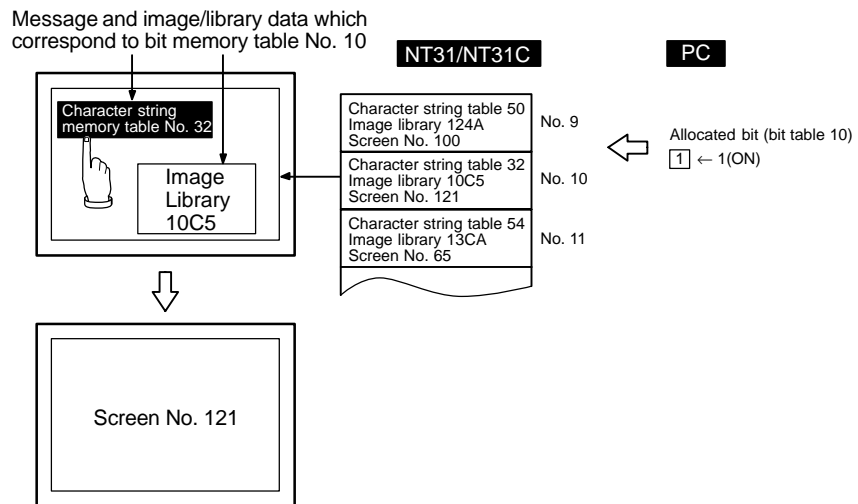 Message and image/library data which
correspond to bit memory table No. 10
NT31/NT31C
PC
Character string
memory table No. 32
Image
Library
10C5
Character string table 50
Image library 124A
Screen No. 100
No. 9
Character string table 32
Image library 10C5
Screen No. 121
No. 10
Character string table 54
Image library 13CA
Screen No. 65
No. 11
Allocated bit (bit table 10)
1 ← 1(ON)
Screen No. 121